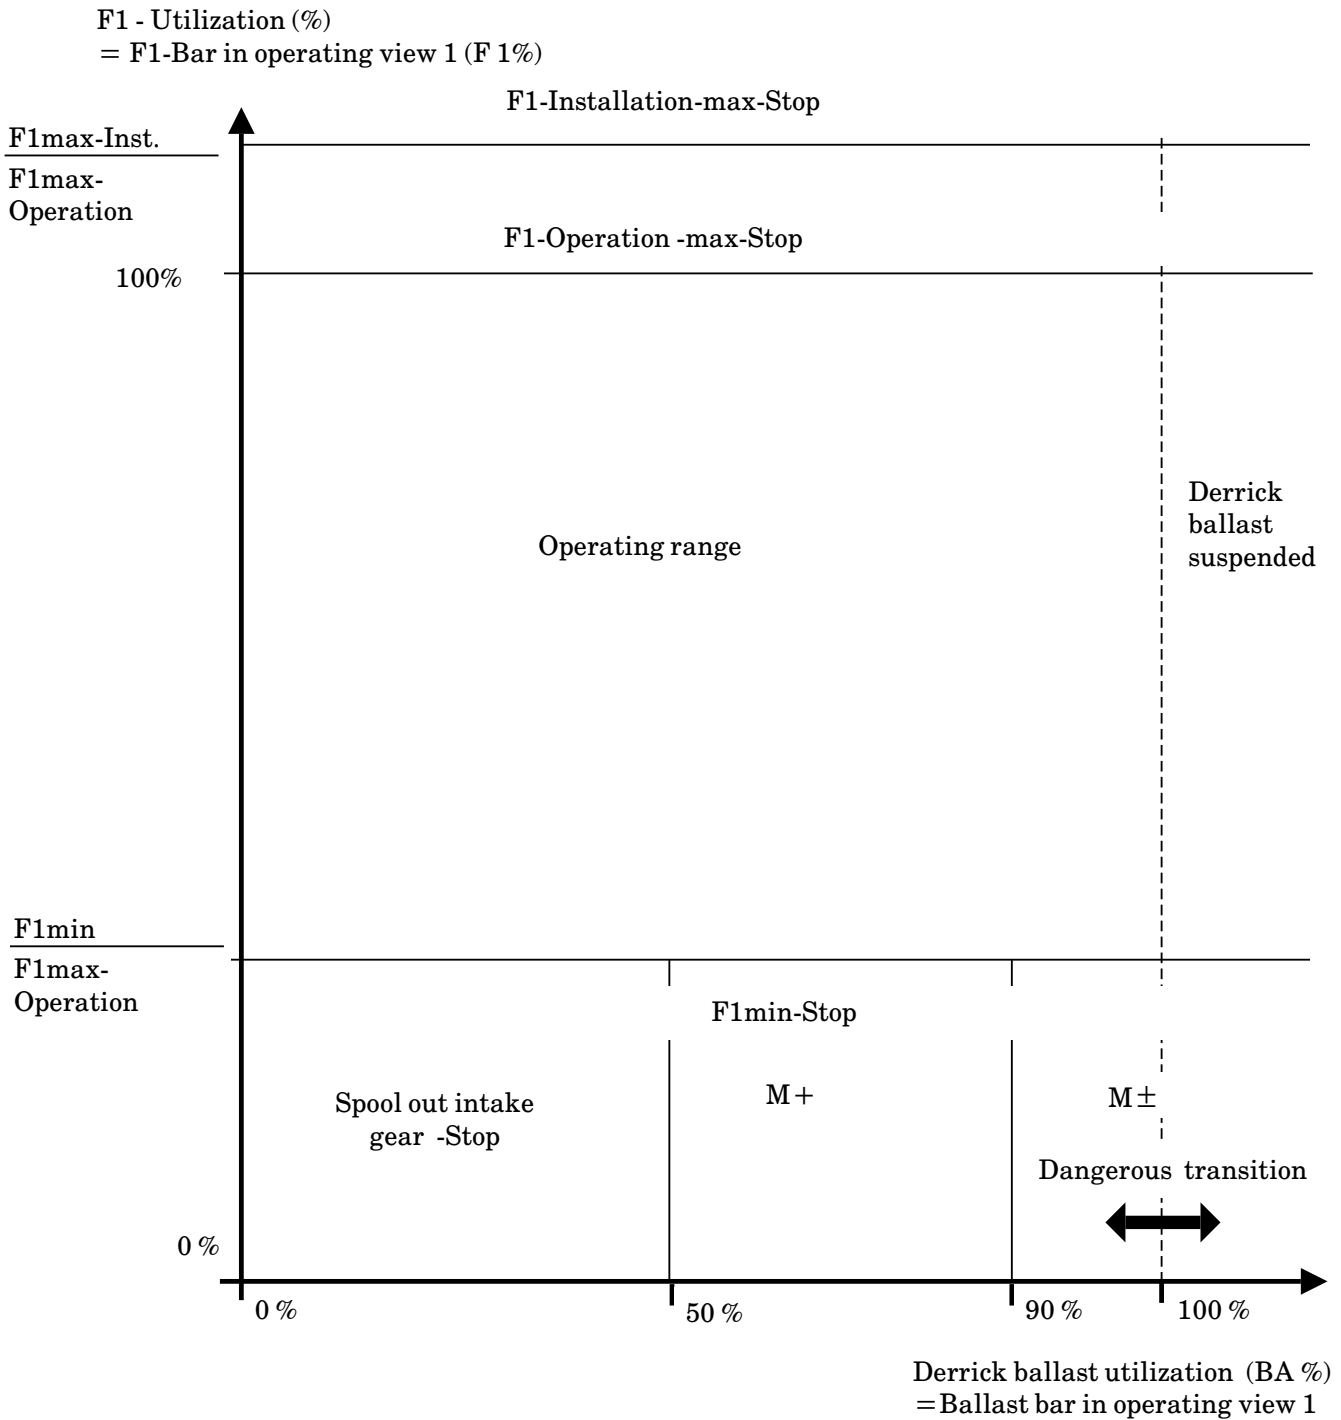 F1 - Utilization (%)
= F1-Bar in operating view 1 (F 1%)
F1-Installation-max-Stop
F1max-Inst.
F1max-
Operation
F1-Operation -max-Stop
100%
Derrick
ballast
suspended
Operating range
F1min
F1max-
Operation
F1min-Stop
M+
M±
Spool out intake
gear -Stop
Dangerous transition
0 %
0 %
50 %
90 %
100 %
Derrick ballast utilization (BA %)
=Ballast bar in operating view 1